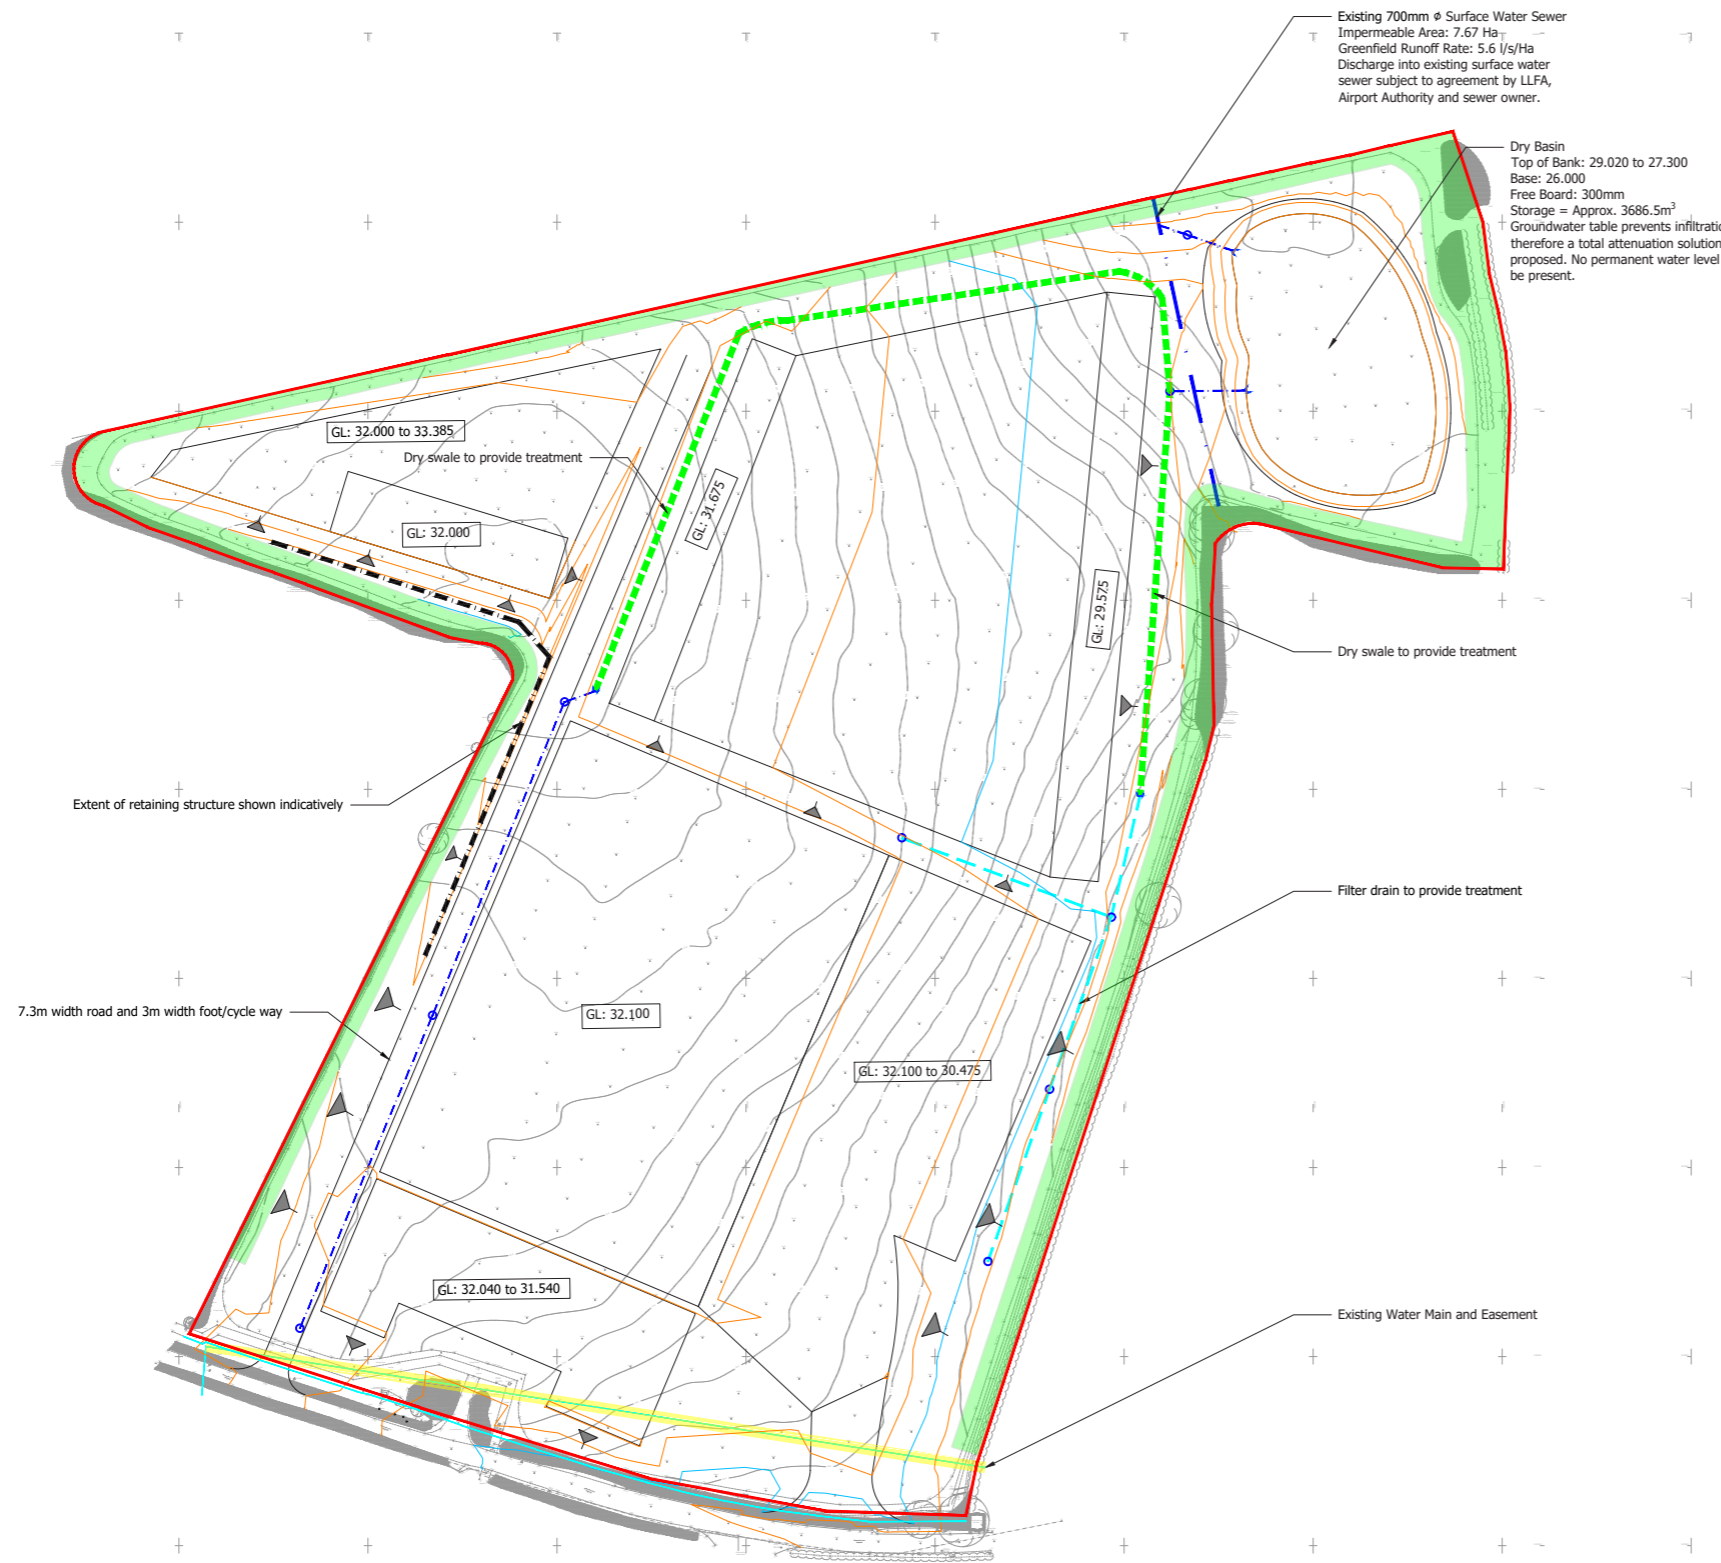 Existing 700mm ϕ Surface Water Sewer
Impermeable Area: 7.67 Ha
Greenfield Runoff Rate: 5.6 l/s/Ha
Discharge into existing surface water
sewer subject to agreement by LLFA,
Airport Authority and sewer owner.
Dry Basin
Top of Bank: 29.020 to 27.300
Base: 26.000
Free Board: 300mm
Storage = Approx. 3686.5m³
Groundwater table prevents infiltratio
therefore a total attenuation solution
proposed. No permanent water level
be present.
GL: 32.000 to 33.385
Dry swale to provide treatment
GL: 31.675
GL: 32.000
GL: 29.575
Dry swale to provide treatment
Extent of retaining structure shown indicatively
Filter drain to provide treatment
7.3m width road and 3m width foot/cycle way
GL: 32.100
GL: 32.100 to 30.475
GL: 32.040 to 31.540
Existing Water Main and Easement